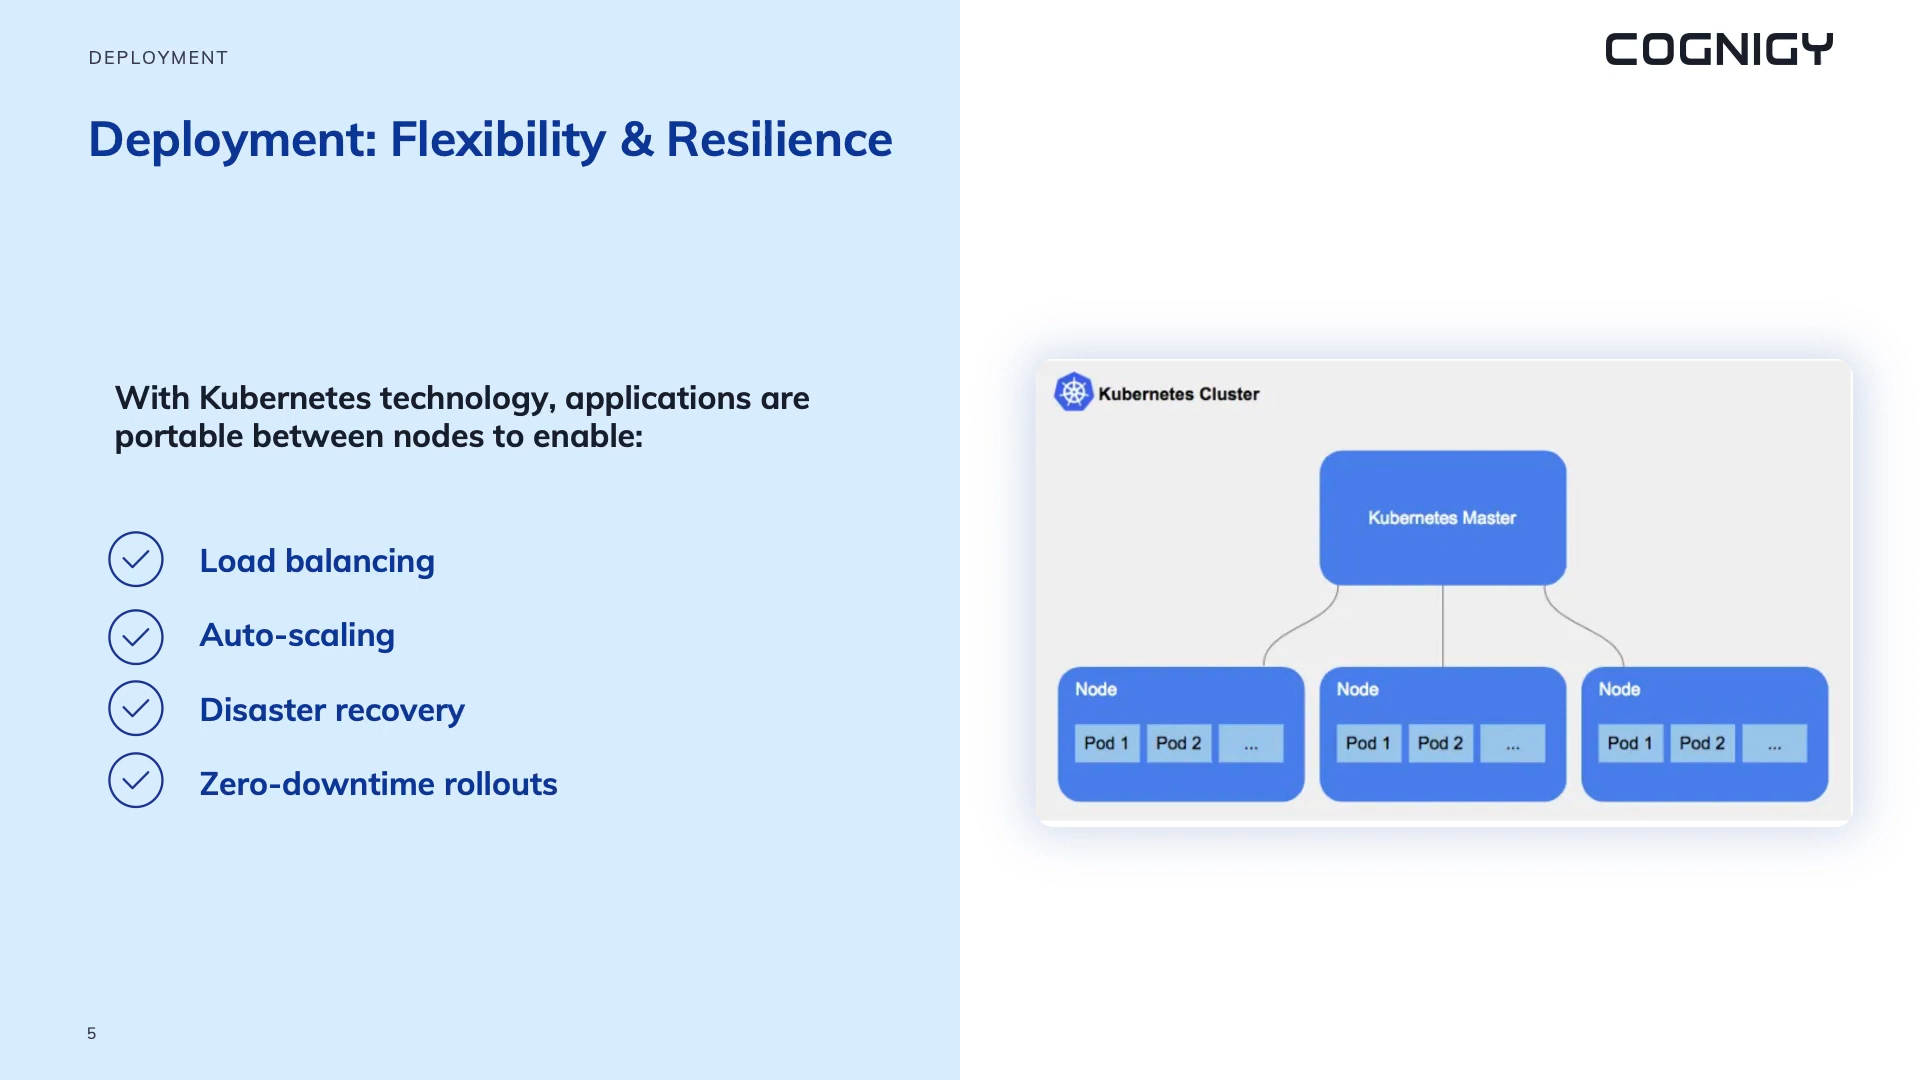 DEPLOYMENT
COGNIGY
Deployment: Flexibility & Resilience
With Kubernetes technology, applications are
portable between nodes to enable:
Load balancing
Auto-scaling
Disaster recovery
Zero-downtime rollouts
Kubernetes Cluster
Kubernetes Master
Node
Pod 1 Pod 2 ...
Node
Pod 1 Pod 2 ...
Node
Pod 1 Pod 2 ...
5